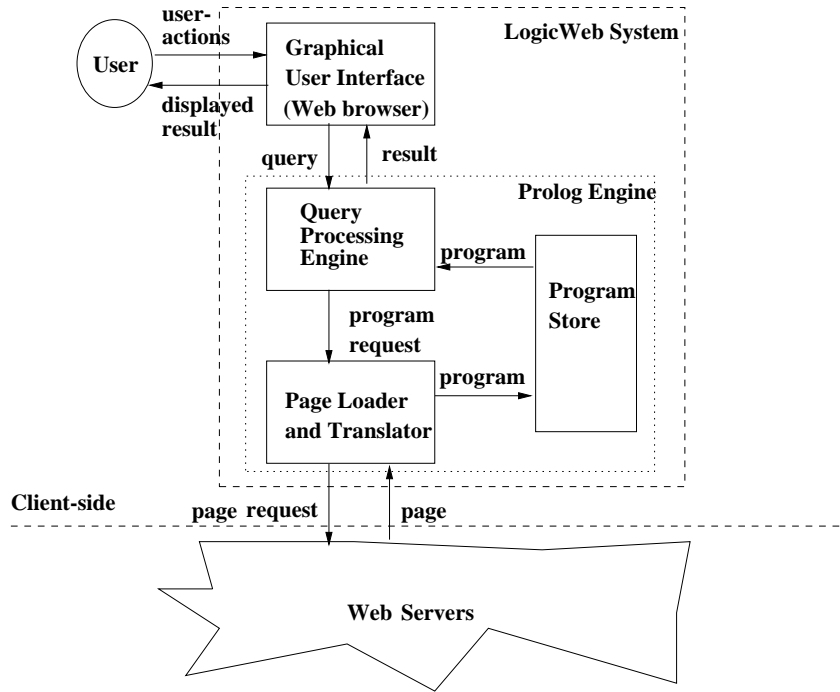 user-
actions
User
displayed
result
LogicWeb System
Graphical
User Interface
(Web browser)
query
result
Prolog Engine
Query
Processing
Engine
program
Program
Store
program
request
program
Page Loader
and Translator
Client-side
page request
page
Web Servers